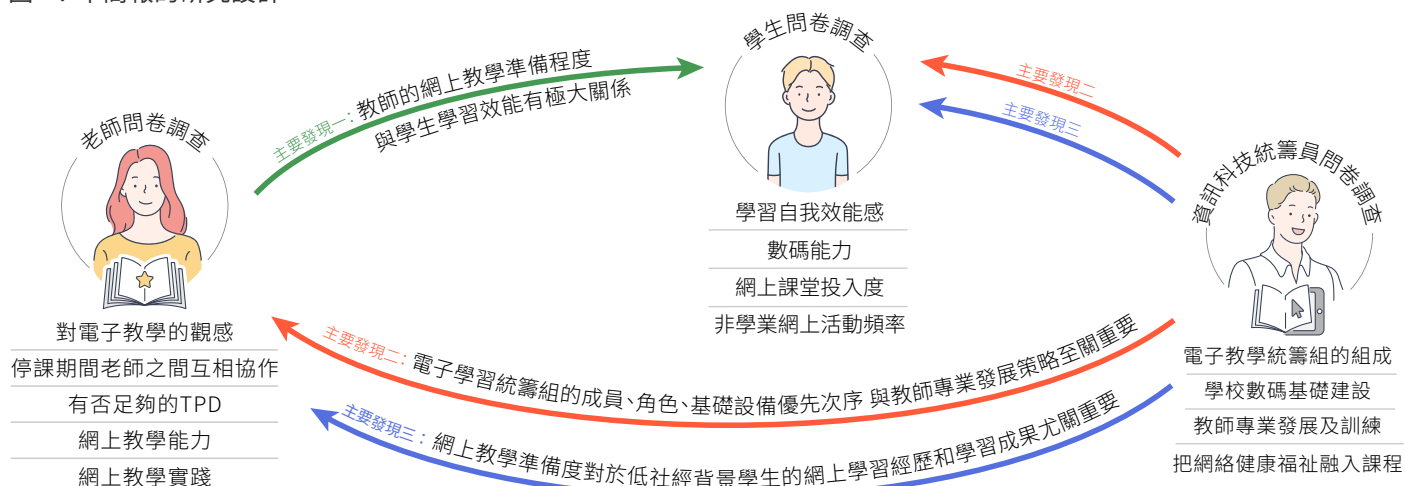 老師問卷調查
對電子教學的觀感
停課期間老師之間互相協作
有否足夠的TPD
網上教學能力
網上教學實踐
主要發現一：教師的網上教學準備程度
與學生學習效能有極大關係
學生問卷調查
學習自我效能感
數碼能力
網上課堂投入度
非學業網上活動頻率
主要發現二
主要發現三
資訊科技統籌員問卷調查
電子教學統籌組的組成
學校數碼基礎建設
教師專業發展及訓練
把網絡健康福祉融入課程
主要發現二：電子學習統籌組的成員、角色、基礎設備優先次序 與教師專業發展策略至關重要
主要發現三：網上教學準備度對於低社經背景學生的網上學習經歷和學習成果尤關重要